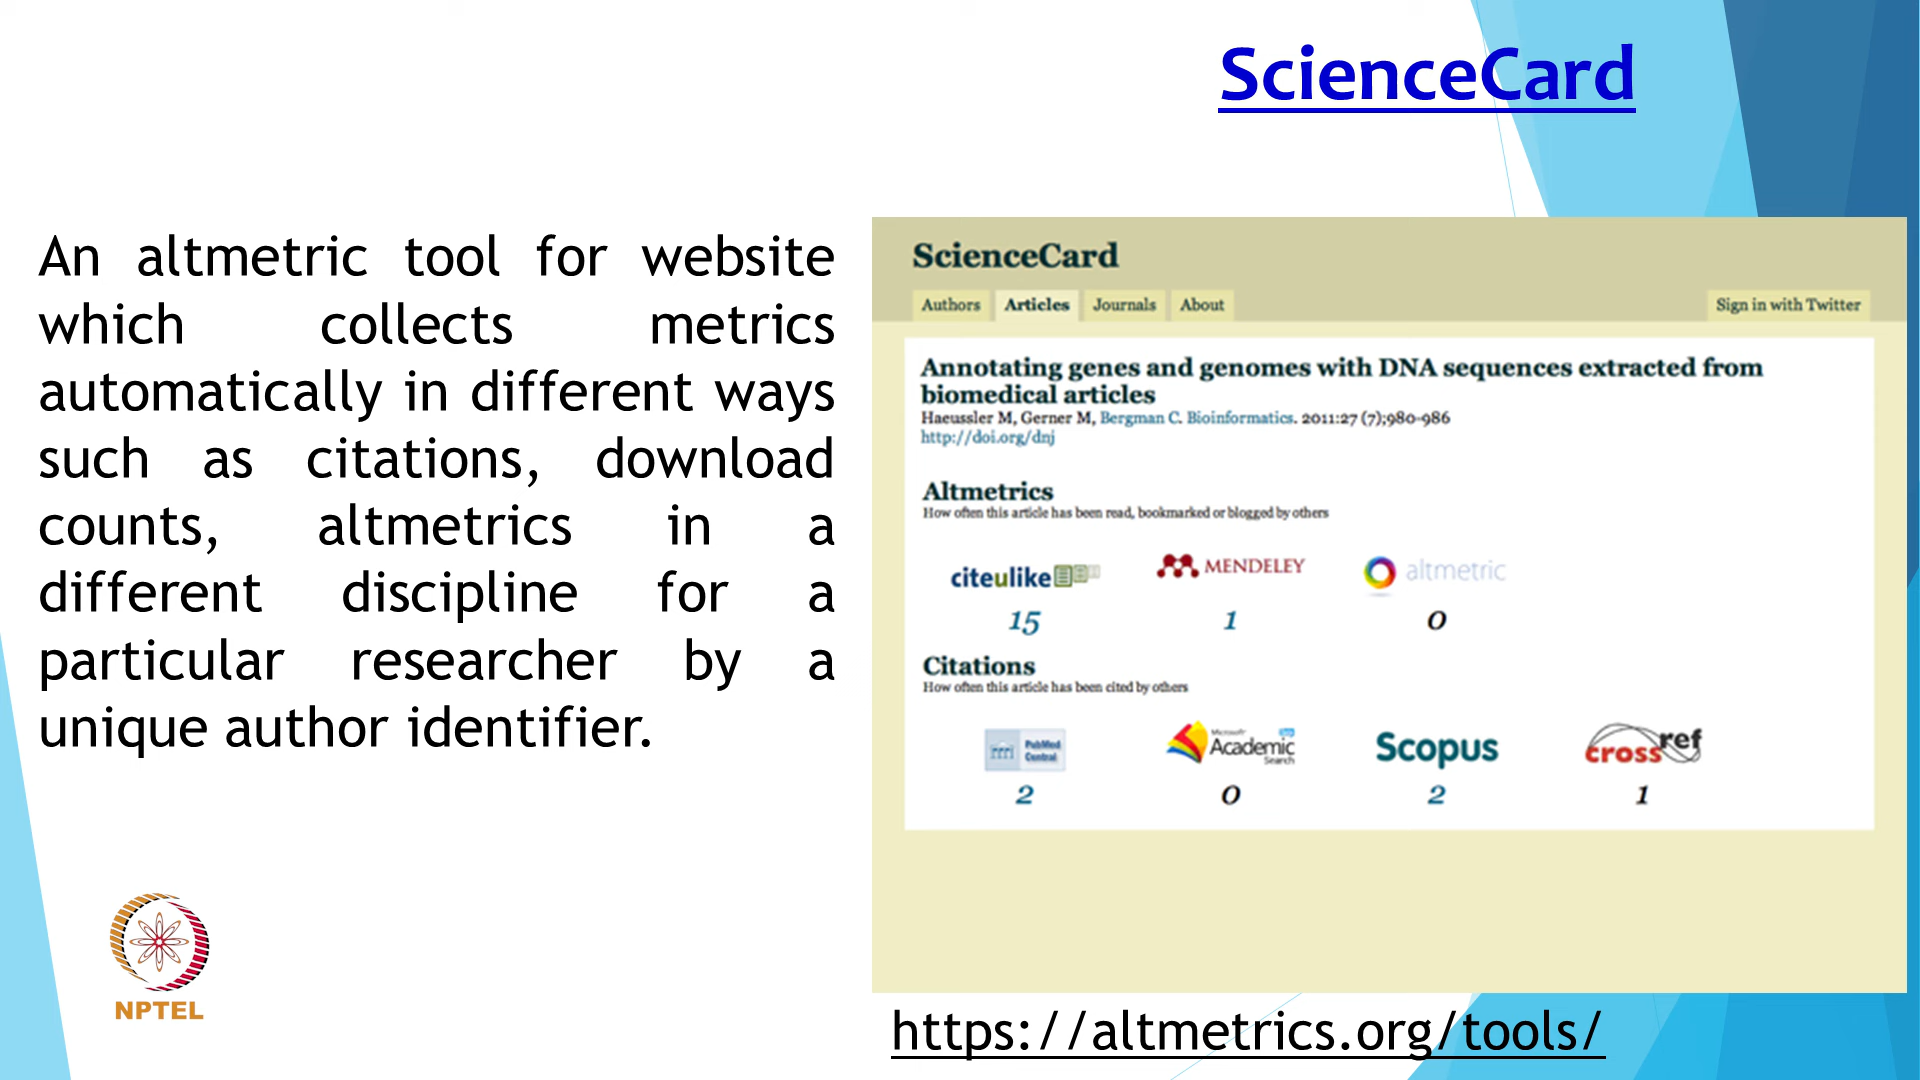 ScienceCard
An altmetric tool for website
which collects metrics
automatically in different ways
such as citations, download
counts, altmetrics in a
different discipline for a
particular researcher by a
unique author identifier.
ScienceCard
Authors Articles Journals About Sign in with Twitter
Annotating genes and genomes with DNA sequences extracted from
biomedical articles
Haeussler M, Gerner M, Bergman C. Bioinformatics. 2011:27 (7);980-986
http://doi.org/dnj
Altmetrics
How often this article has been read, bookmarked or blogged by others
citeulike MENDELEY altmetric
15 1 0
Citations
How often this article has been cited by others
PubMed Central Microsoft Academic Search Scopus crossref
2 0 2 1
NPTEL
https://altmetrics.org/tools/